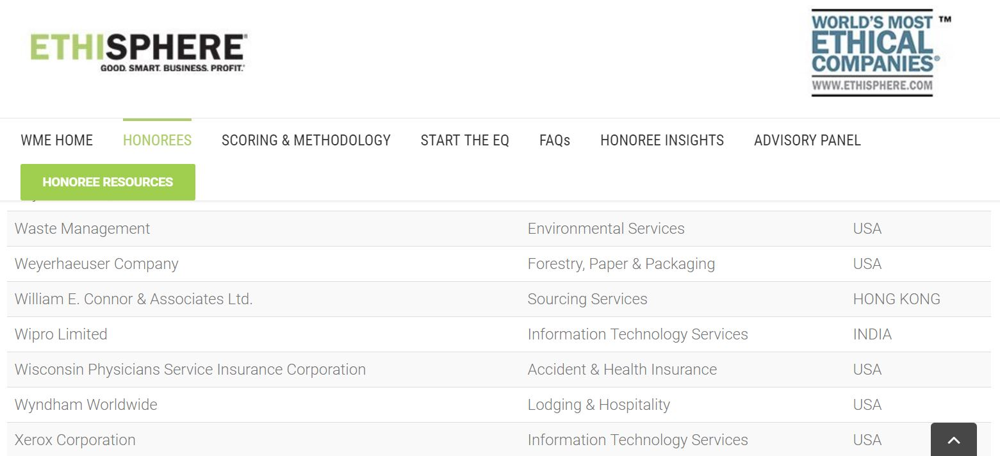 ETHISPHERE®
GOOD. SMART. BUSINESS. PROFIT.®
WORLD'S MOST ™
ETHICAL
COMPANIES®
WWW.ETHISPHERE.COM
WME HOME HONOREES SCORING & METHODOLOGY START THE EQ FAQs HONOREE INSIGHTS ADVISORY PANEL
HONOREE RESOURCES
Waste Management Environmental Services USA
Weyerhaeuser Company Forestry, Paper & Packaging USA
William E. Connor & Associates Ltd. Sourcing Services HONG KONG
Wipro Limited Information Technology Services INDIA
Wisconsin Physicians Service Insurance Corporation Accident & Health Insurance USA
Wyndham Worldwide Lodging & Hospitality USA
Xerox Corporation Information Technology Services USA